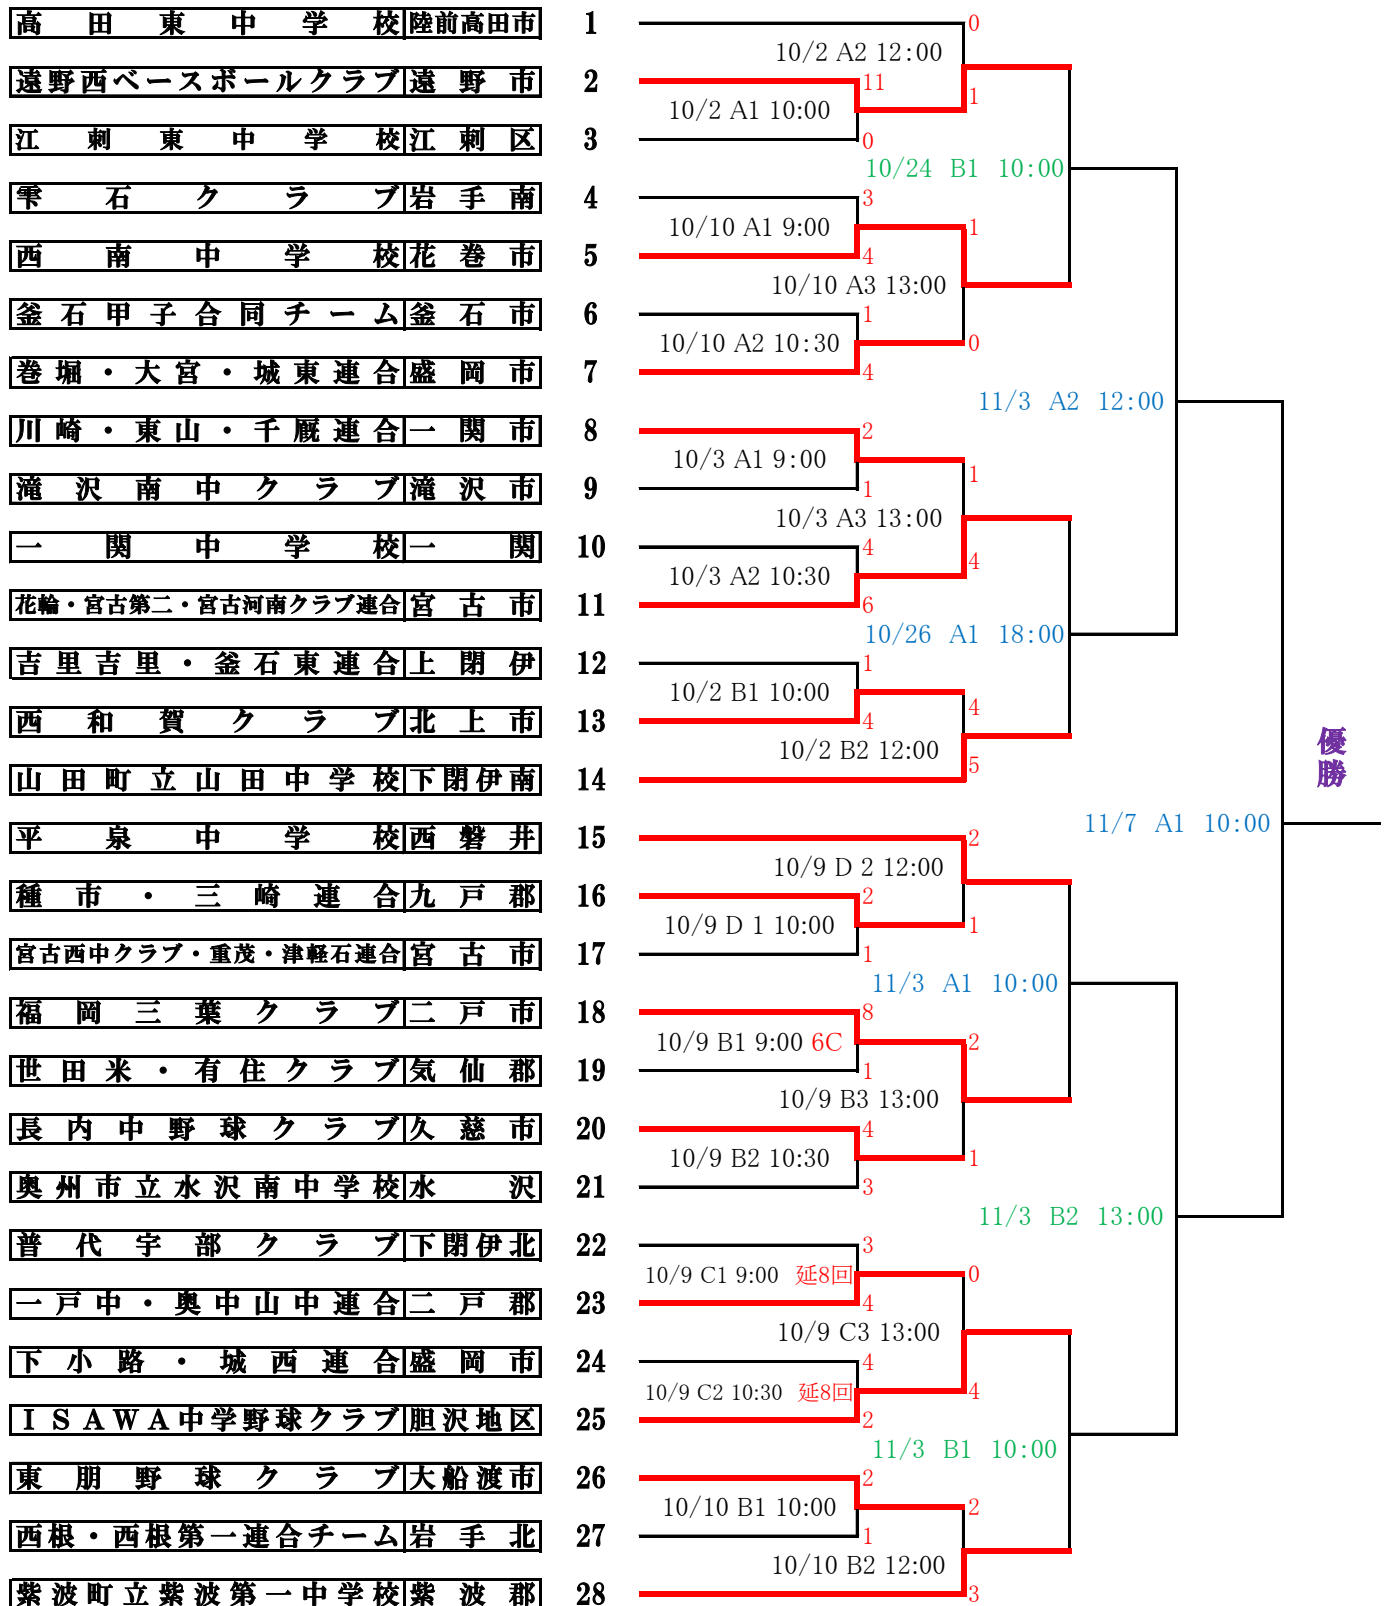 高田東中学校 陸前高田市 1
0
10/2 A2 12:00
遠野西ベースボールクラブ 遠野市 2
11
1
10/2 A1 10:00
江刺東中学校 江刺区 3
0
10/24 B1 10:00
雫石クラブ 岩手南 4
3
10/10 A1 9:00
1
西南中学校 花巻市 5
4
10/10 A3 13:00
釜石甲子合同チーム 釜石市 6
1
10/10 A2 10:30
0
巻堀・大宮・城東連合 盛岡市 7
4
11/3 A2 12:00
川崎・東山・千厩連合 一関市 8
2
10/3 A1 9:00
1
滝沢南中クラブ 滝沢市 9
1
10/3 A3 13:00
一関中学校 一関 10
4
4
10/3 A2 10:30
花輪・宮古第二・宮古河南クラブ連合 宮古市 11
6
10/26 A1 18:00
吉里吉里・釜石東連合 上閉伊 12
1
10/2 B1 10:00
4
西和賀クラブ 北上市 13
4
10/2 B2 12:00
山田町立山田中学校 下閉伊南 14
5
優勝
11/7 A1 10:00
平泉中学校 西磐井 15
2
10/9 D 2 12:00
種市・三崎連合 九戸郡 16
2
10/9 D 1 10:00
1
宮古西中クラブ・重茂・津軽石連合 宮古市 17
1
11/3 A1 10:00
福岡三葉クラブ 二戸市 18
8
10/9 B1 9:00 6C
2
世田米・有住クラブ 気仙郡 19
1
10/9 B3 13:00
長内中野球クラブ 久慈市 20
4
10/9 B2 10:30
1
奥州市立水沢南中学校 水沢 21
3
11/3 B2 13:00
普代宇部クラブ 下閉伊北 22
3
10/9 C1 9:00 延8回
0
一戸中・奥中山中連合 二戸郡 23
4
10/9 C3 13:00
下小路・城西連合 盛岡市 24
4
10/9 C2 10:30 延8回
4
ISAWA中学野球クラブ 胆沢地区 25
2
11/3 B1 10:00
東朋野球クラブ 大船渡市 26
2
10/10 B1 10:00
2
西根・西根第一連合チーム 岩手北 27
1
10/10 B2 12:00
紫波町立紫波第一中学校 紫波郡 28
3